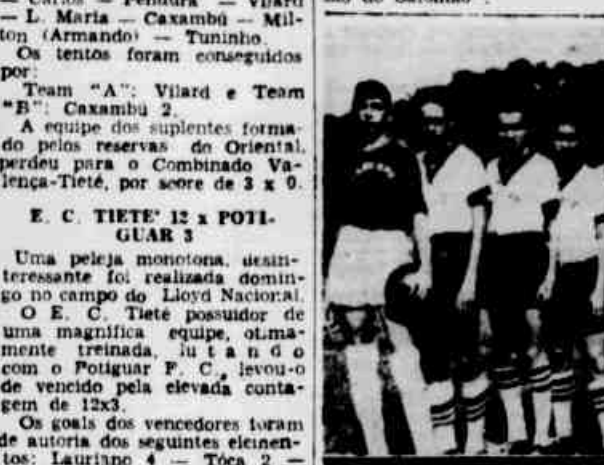 — Carlos — Pendura — Vilard
— L. Maria — Caxambú — Mil-
ton (Armando) — Tuninho.
Os tentos foram conseguidos
por:
Team "A": Vilard e Team
"B": Caxambú 2.
A equipe dos suplentes forma-
do pelos reservas do Oriental,
perdeu para o Combinado Va-
lença-Tieté, por score de 3 x 0.
E. C. TIETE' 12 x POTI-
GUAR 3
Uma peleja monotona, desin-
teressante foi realizada domin-
go no campo do Lloyd Nacional.
O E. C. Tieté possuidor de
uma magnifica equipe, otima-
mente treinada, lutando
com o Potiguar F. C., levou-o
de vencido pela elevada conta-
gem de 12x3.
Os goals dos vencedores foram
de autoria dos seguintes elemen-
tos: Lauriano 4 — Tóca 2 —